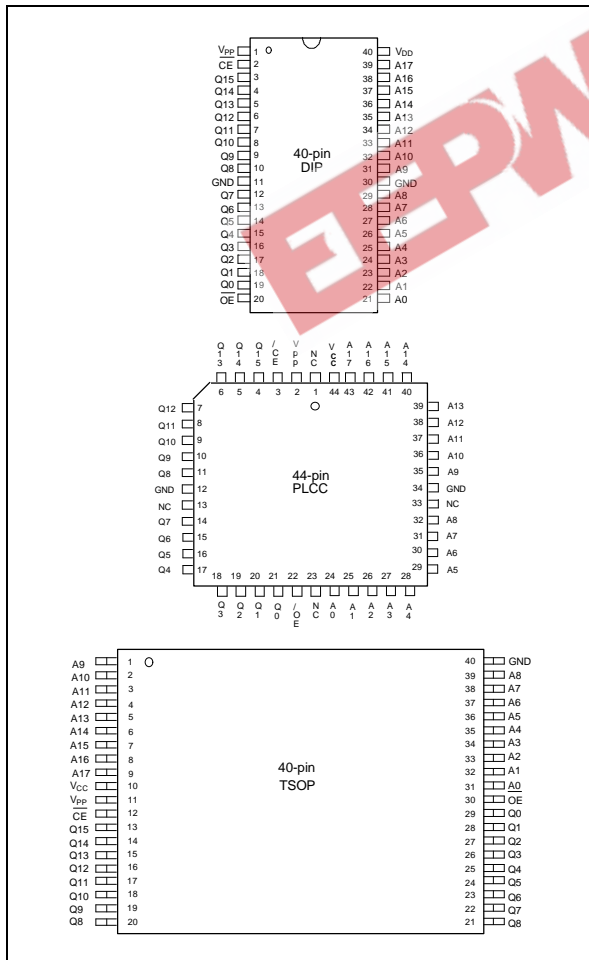 VPP 1 40 VDD
CE 2 39 A17
Q15 3 38 A16
Q14 4 37 A15
Q13 5 36 A14
Q12 6 35 A13
Q11 7 34 A12
Q10 8 33 A11
Q9 9 32 A10
Q8 10 31 A9
GND 11 30 GND
Q7 12 29 A8
Q6 13 28 A7
Q5 14 27 A6
Q4 15 26 A5
Q3 16 25 A4
Q2 17 24 A3
Q1 18 23 A2
Q0 19 22 A1
OE 20 21 A0
40-pin
DIP
EEPW
Q13 Q14 Q15 /CE Vpp NC Vcc A17 A16 A15 A14
6 5 4 3 2 1 44 43 42 41 40
Q12 7 39 A13
Q11 8 38 A12
Q10 9 37 A11
Q9 10 36 A10
Q8 11 35 A9
GND 12 34 GND
NC 13 33 NC
Q7 14 32 A8
Q6 15 31 A7
Q5 16 30 A6
Q4 17 29 A5
44-pin
PLCC
18 19 20 21 22 23 24 25 26 27 28
Q3 Q2 Q1 Q0 /OE NC A0 A1 A2 A3 A4
A9 1 40 GND
A10 2 39 A8
A11 3 38 A7
A12 4 37 A6
A13 5 36 A5
A14 6 35 A4
A15 7 34 A3
A16 8 33 A2
A17 9 32 A1
VCC 10 31 A0
VPP 11 30 OE
CE 12 29 Q0
Q15 13 28 Q1
Q14 14 27 Q2
Q13 15 26 Q3
Q12 16 25 Q4
Q11 17 24 Q5
Q10 18 23 Q6
Q9 19 22 Q7
Q8 20 21 Q8
40-pin
TSOP